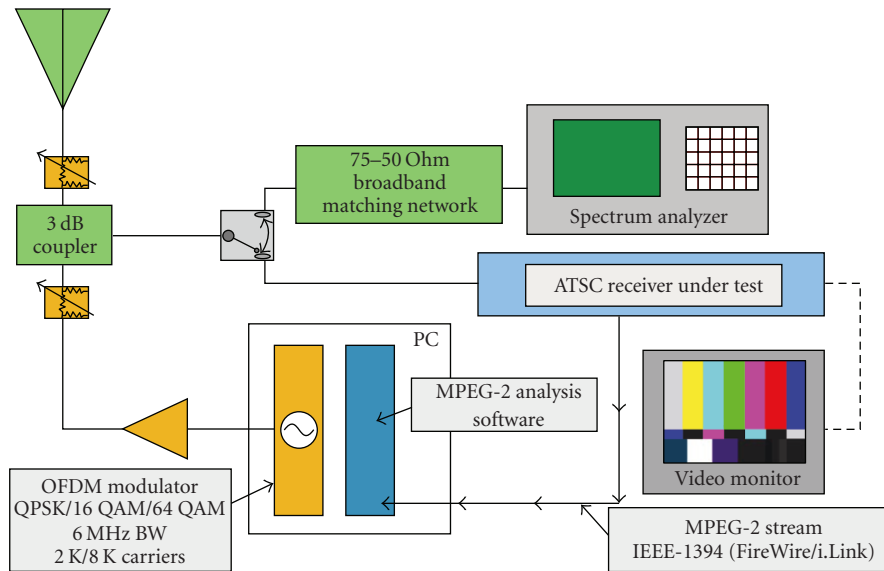 75–50 Ohm
broadband
matching network
Spectrum analyzer
3 dB
coupler
ATSC receiver under test
PC
MPEG-2 analysis
software
Video monitor
OFDM modulator
QPSK/16 QAM/64 QAM
6 MHz BW
2 K/8 K carriers
MPEG-2 stream
IEEE-1394 (FireWire/i.Link)